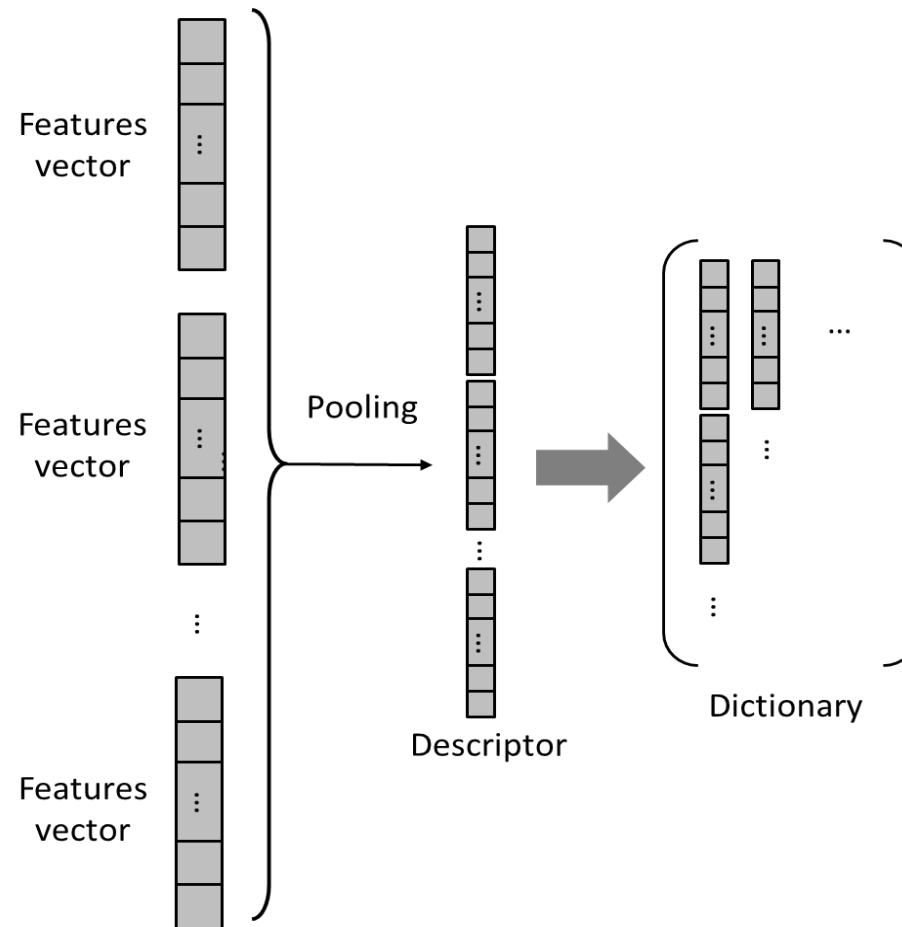 Features
vector
Features
vector
Pooling
Features
vector
Descriptor
Dictionary